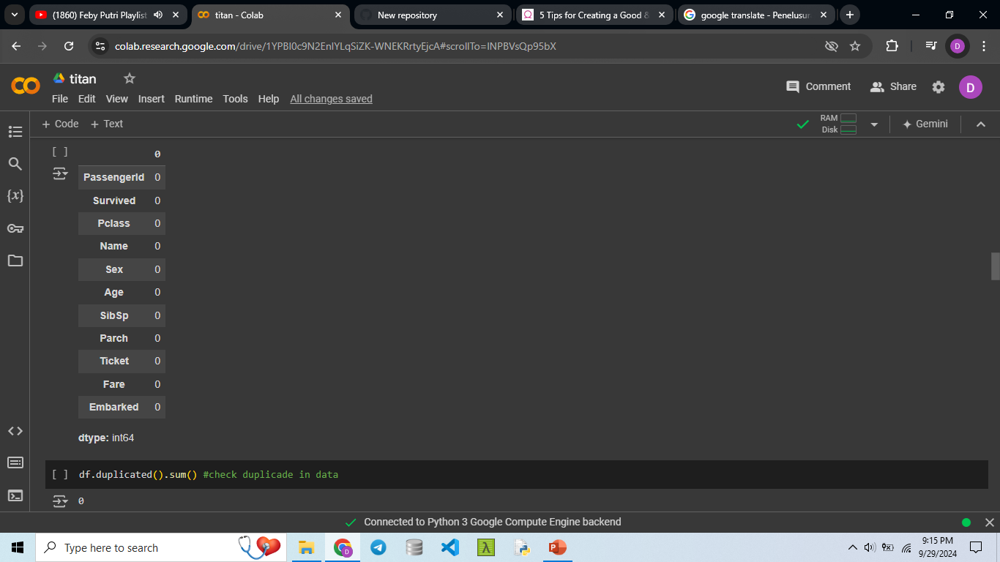 (1860) Feby Putri Playlist
titan - Colab
New repository
5 Tips for Creating a Good &
google translate - Penelusur
colab.research.google.com/drive/1YPBI0c9N2EnIYLqSiZK-WNEKRrtyEjcA#scrollTo=INPBVsQp95bX
D
titan
File Edit View Insert Runtime Tools Help All changes saved
Comment
Share
D
+ Code + Text
RAM
Disk
Gemini
{x}
[ ]
0
PassengerId 0
Survived 0
Pclass 0
Name 0
Sex 0
Age 0
SibSp 0
Parch 0
Ticket 0
Fare 0
Embarked 0
dtype: int64
[ ] df.duplicated().sum() #check duplicade in data
0
Connected to Python 3 Google Compute Engine backend
Type here to search
9:15 PM
9/29/2024